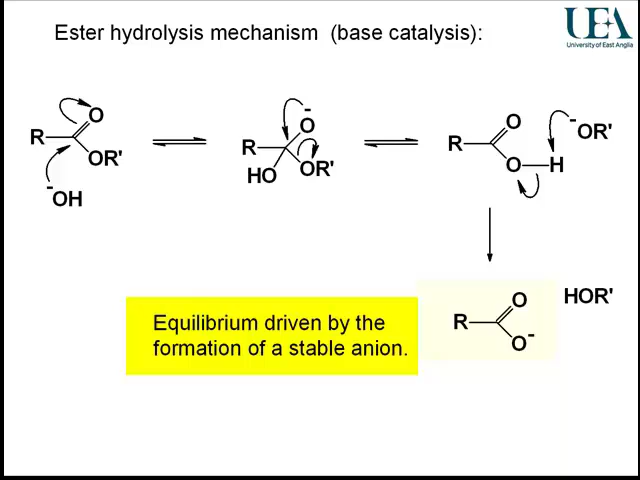 Ester hydrolysis mechanism (base catalysis):
UEA
University of East Anglia
R
O
OR'
-OH
R
O-
OR'
HO
R
O
O
H
-OR'
R
O
O-
HOR'
Equilibrium driven by the
formation of a stable anion.